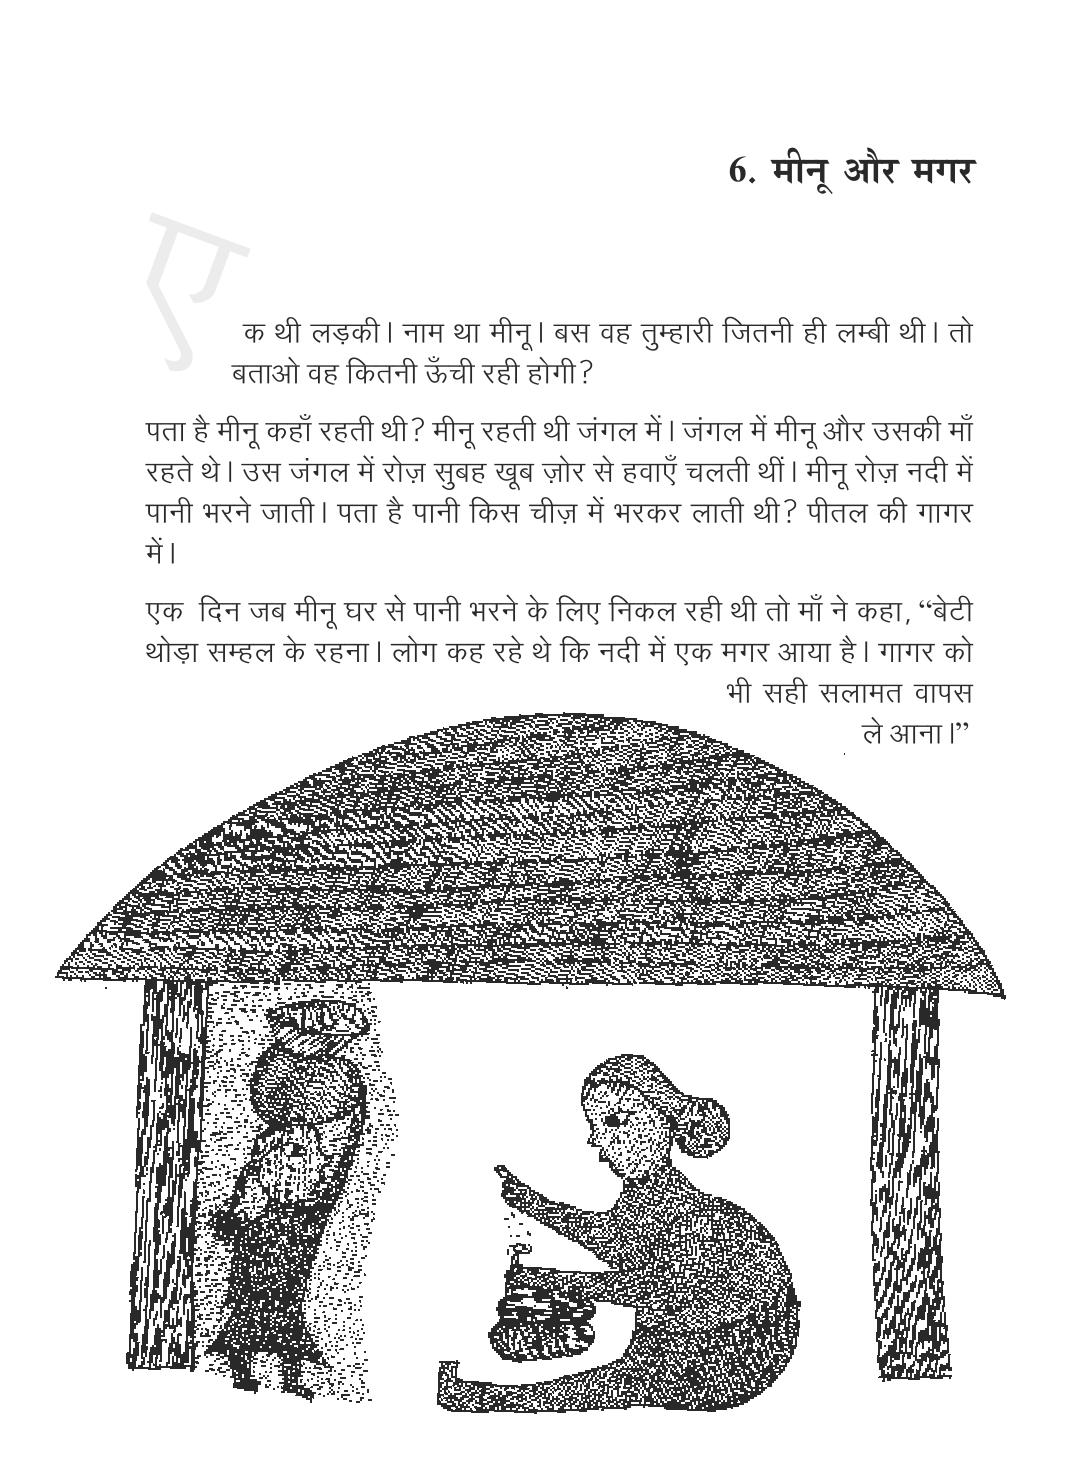 6. मीनू और मगर
एक थी लड़की। नाम था मीनू। बस वह तुम्हारी जितनी ही लम्बी थी। तो
बताओ वह कितनी ऊँची रही होगी?
पता है मीनू कहाँ रहती थी? मीनू रहती थी जंगल में। जंगल में मीनू और उसकी माँ
रहते थे। उस जंगल में रोज़ सुबह खूब ज़ोर से हवाएँ चलती थीं। मीनू रोज़ नदी में
पानी भरने जाती। पता है पानी किस चीज़ में भरकर लाती थी? पीतल की गागर
में।
एक दिन जब मीनू घर से पानी भरने के लिए निकल रही थी तो माँ ने कहा, “बेटी
थोड़ा सम्हल के रहना। लोग कह रहे थे कि नदी में एक मगर आया है। गागर को
भी सही सलामत वापस
ले आना।”